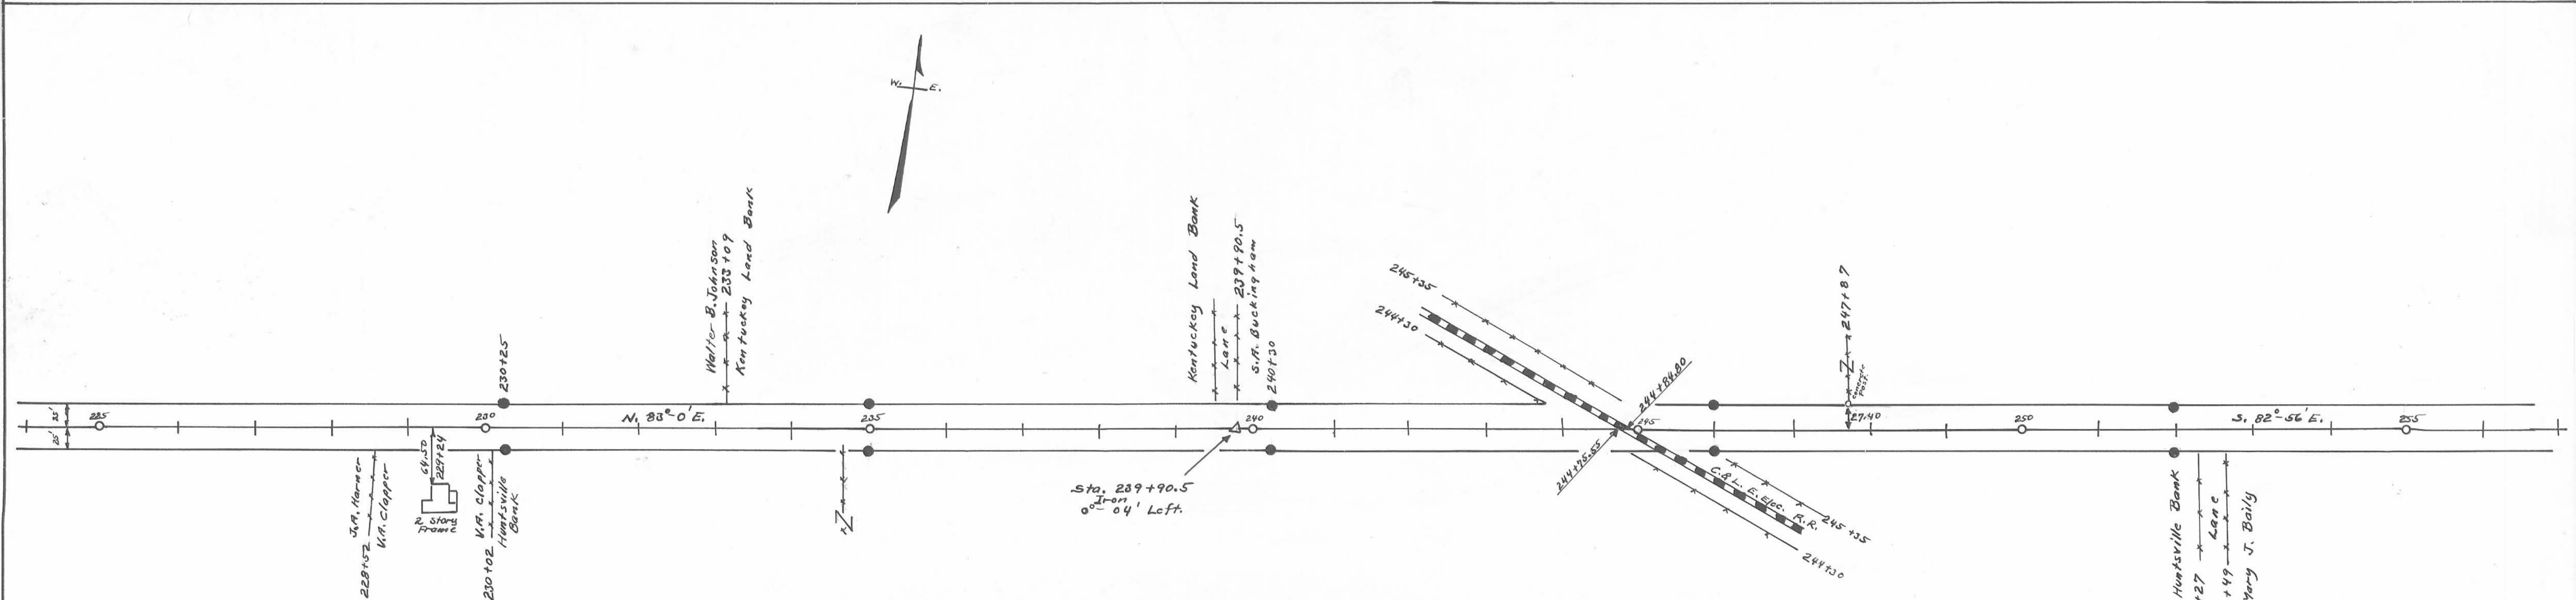 W. E.
Walter B. Johnson
233+09
Kentucky Land Bank
Kentucky Land Bank
Lane
239+90.5
S.A. Buckingham
240+30
230+25
245+35
244+30
244+84.80
247+87
Concrete
Post.
25'
25'
225
230
N. 83°-0' E.
235
240
245
27.40
250
S. 82°-56' E.
255
244+75.55
J.A. Harner
228+52
V.A. Clapper
64.50
229+24
2 Story
Frame
V.A. Clapper
230+02
Huntsville
Bank
Sta. 239+90.5
Iron
0°-04' Left.
C. & L. E. Elec. R.R.
245+35
244+30
Huntsville Bank
+27
Lane
+49
Mary J. Baily